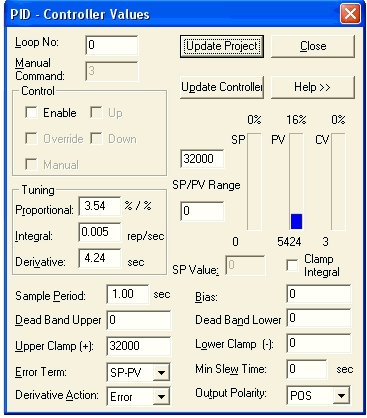 PID - Controller Values
Loop No: 0
Update Project
Close
Manual Command: 3
Update Controller
Help >>
Control
Enable
Up
Override
Down
Manual
0% 16% 0%
SP PV CV
32000
SP/PV Range
0
0 5424 3
SP Value: 0
Clamp Integral
Tuning
Proportional: 3.54 % / %
Integral: 0.005 rep/sec
Derivative: 4.24 sec
Sample Period: 1.00 sec
Bias: 0
Dead Band Upper 0
Dead Band Lower 0
Upper Clamp (+): 32000
Lower Clamp (-): 0
Error Term: SP-PV
Min Slew Time: 0 sec
Derivative Action: Error
Output Polarity: POS